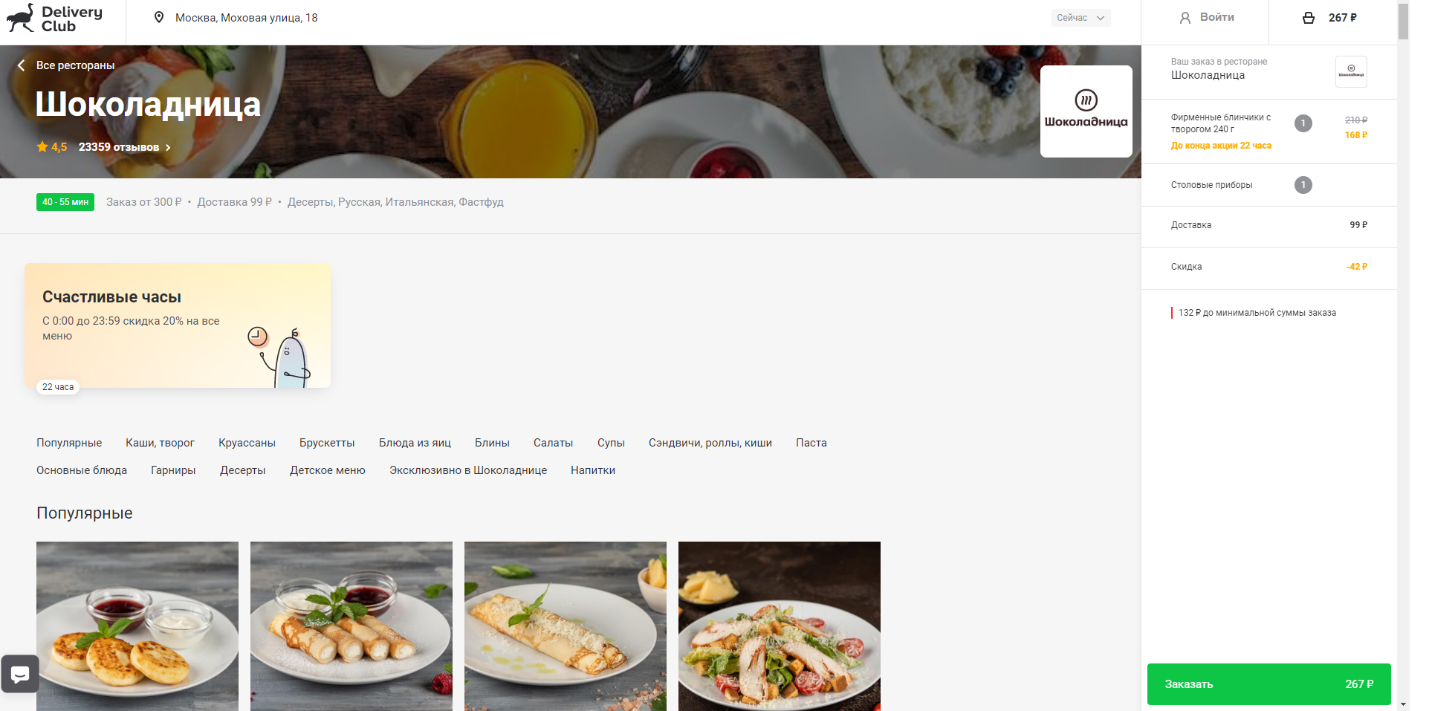 Delivery
Club
Москва, Моховая улица, 18
Сейчас
Войти
267 ₽
Все рестораны
Шоколадница
4,5 23359 отзывов
Шоколадница
40 - 55 мин
Заказ от 300 ₽ • Доставка 99 ₽ • Десерты, Русская, Итальянская, Фастфуд
Счастливые часы
С 0:00 до 23:59 скидка 20% на все
меню
22 часа
Популярные Каши, творог Круассаны Брускетты Блюда из яиц Блины Салаты Супы Сэндвичи, роллы, киши Паста
Основные блюда Гарниры Десерты Детское меню Эксклюзивно в Шоколаднице Напитки
Популярные
Ваш заказ в ресторане
Шоколадница
Шоколадница
Фирменные блинчики с
творогом 240 г
До конца акции 22 часа
1
210 ₽
168 ₽
Столовые приборы 1
Доставка 99 ₽
Скидка -42 ₽
132 ₽ до минимальной суммы заказа
Заказать 267 ₽